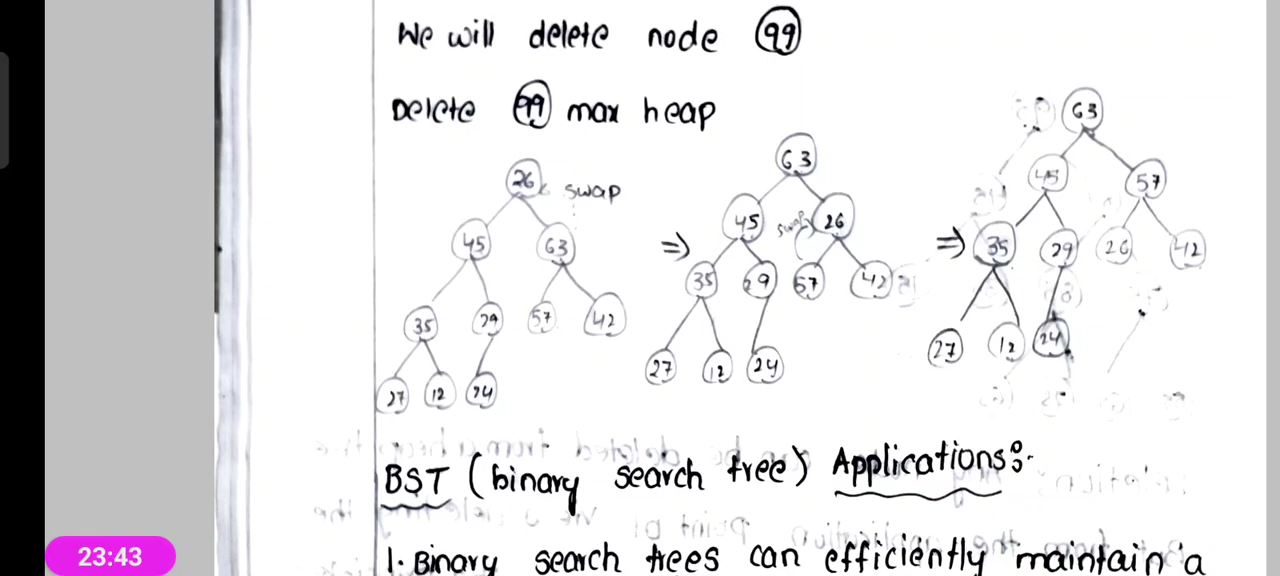 We will delete node 99
Delete 99 max heap
26 swap
45 63
35 29 57 42
27 12 24
⇒
63
45 swap 26
35 29 57 42
27 12 24
⇒
63
45 57
35 29 26 42
27 12 24
BST (binary search tree) Applications:-
1. Binary search trees can efficiently maintain a
23:43